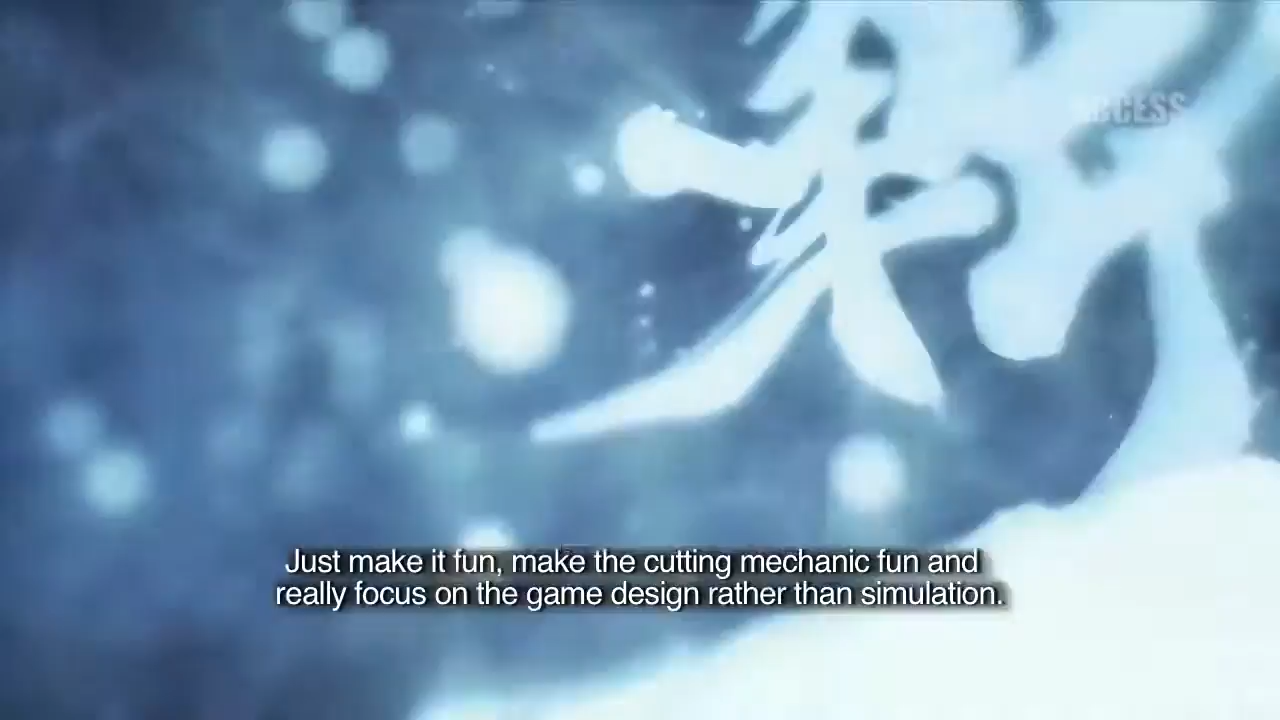 ACCESS
Just make it fun, make the cutting mechanic fun and
really focus on the game design rather than simulation.